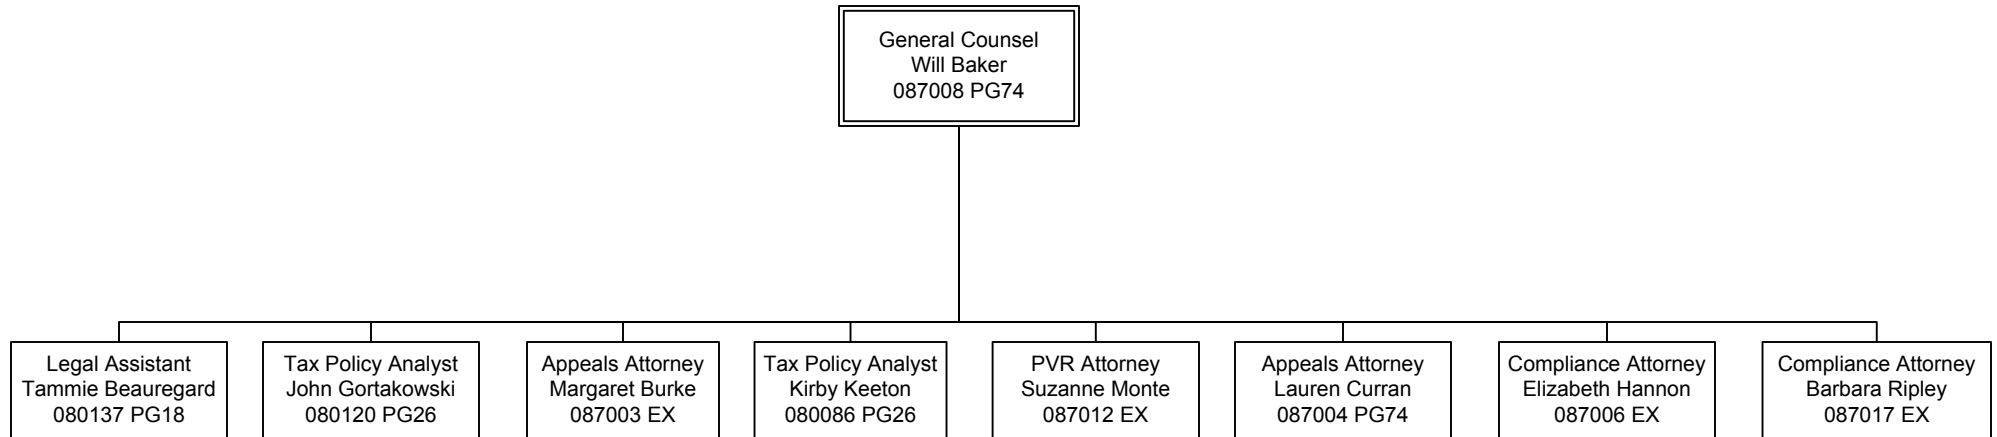 General Counsel
Will Baker
087008 PG74
Legal Assistant
Tammie Beauregard
080137 PG18
Tax Policy Analyst
John Gortakowski
080120 PG26
Appeals Attorney
Margaret Burke
087003 EX
Tax Policy Analyst
Kirby Keeton
080086 PG26
PVR Attorney
Suzanne Monte
087012 EX
Appeals Attorney
Lauren Curran
087004 PG74
Compliance Attorney
Elizabeth Hannon
087006 EX
Compliance Attorney
Barbara Ripley
087017 EX